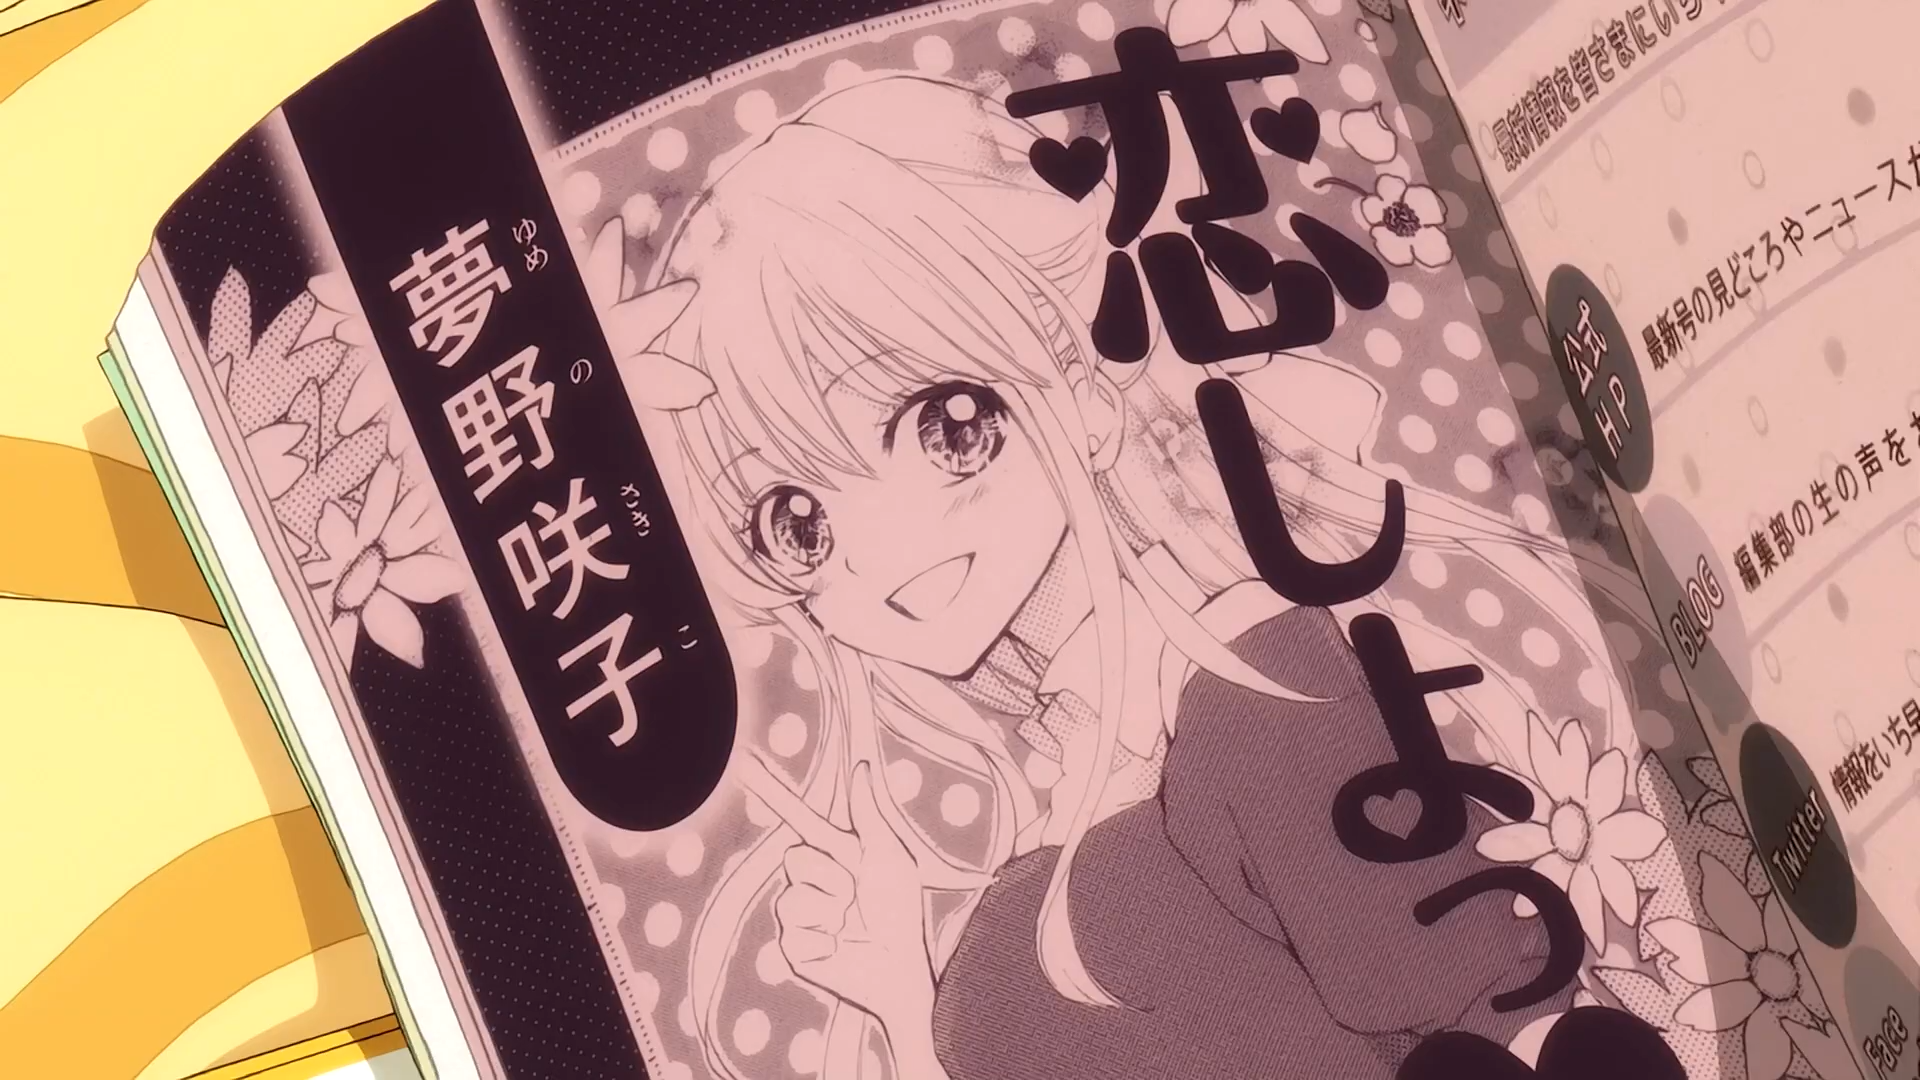 恋しよっ
夢野咲子
ゆめ
の
さき
こ
最新情報を皆さまにいち
公式
HP
最新号の見どころやニュースが
BLOG
編集部の生の声を
Twitter
情報をいち早
Face